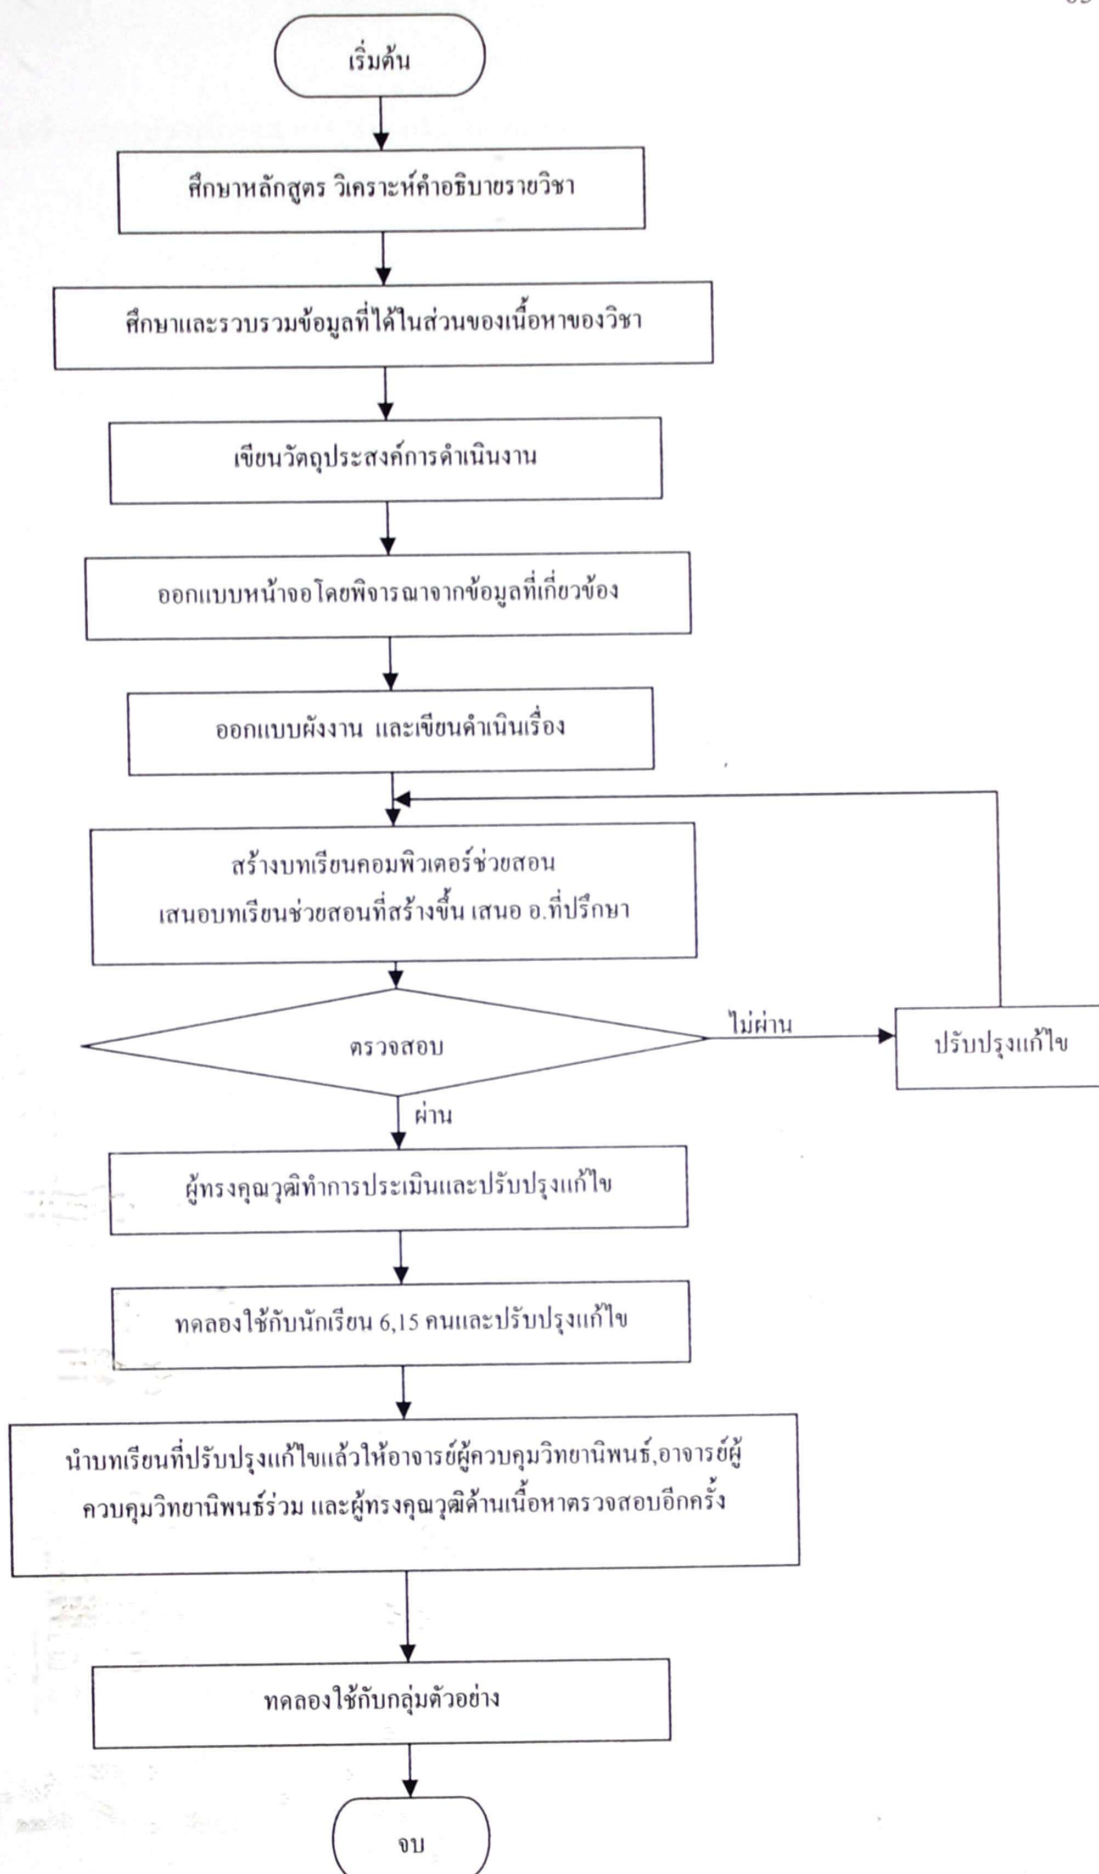 เริ่มต้น
ศึกษาหลักสูตร วิเคราะห์คำอธิบายรายวิชา
ศึกษาและรวบรวมข้อมูลที่ได้ในส่วนของเนื้อหาของวิชา
เขียนวัตถุประสงค์การดำเนินงาน
ออกแบบหน้าจอโดยพิจารณาจากข้อมูลที่เกี่ยวข้อง
ออกแบบผังงาน และเขียนดำเนินเรื่อง
สร้างบทเรียนคอมพิวเตอร์ช่วยสอน
เสนอบทเรียนช่วยสอนที่สร้างขึ้น เสนอ อ.ที่ปรึกษา
ตรวจสอบ
ไม่ผ่าน
ปรับปรุงแก้ไข
ผ่าน
ผู้ทรงคุณวุฒิทำการประเมินและปรับปรุงแก้ไข
ทดลองใช้กับนักเรียน 6,15 คนและปรับปรุงแก้ไข
นำบทเรียนที่ปรับปรุงแก้ไขแล้วให้อาจารย์ผู้ควบคุมวิทยานิพนธ์,อาจารย์ผู้
ควบคุมวิทยานิพนธ์ร่วม และผู้ทรงคุณวุฒิด้านเนื้อหาตรวจสอบอีกครั้ง
ทดลองใช้กับกลุ่มตัวอย่าง
จบ